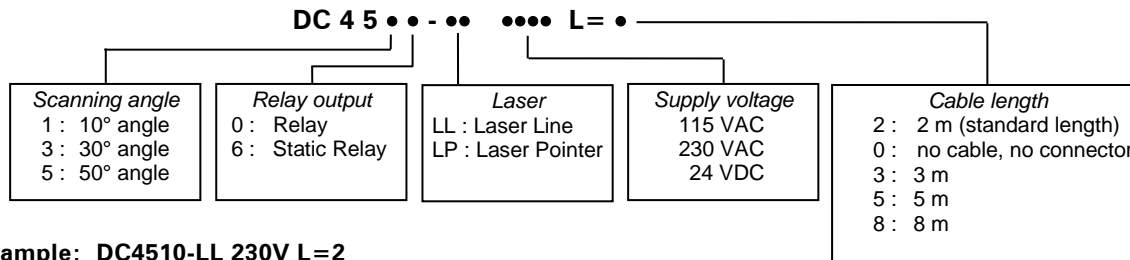 DC 4 5 • • - •• •••• L= •
Scanning angle
1 : 10° angle
3 : 30° angle
5 : 50° angle
Relay output
0 : Relay
6 : Static Relay
Laser
LL : Laser Line
LP : Laser Pointer
Supply voltage
115 VAC
230 VAC
24 VDC
Cable length
2 : 2 m (standard length)
0 : no cable, no connector
3 : 3 m
5 : 5 m
8 : 8 m
ample: DC4510-LL 230V L=2